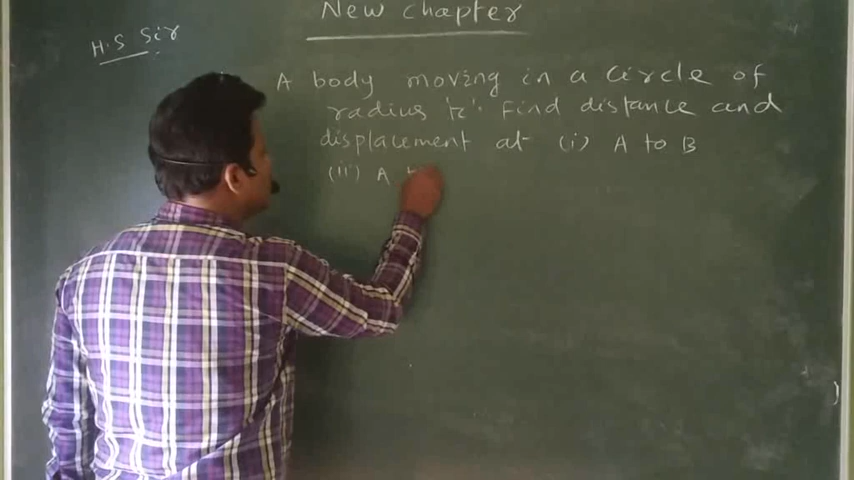 New chapter
H.S Sir
A body moving in a circle of
radius 'r'. Find distance and
displacement at (i) A to B
(ii) A
)